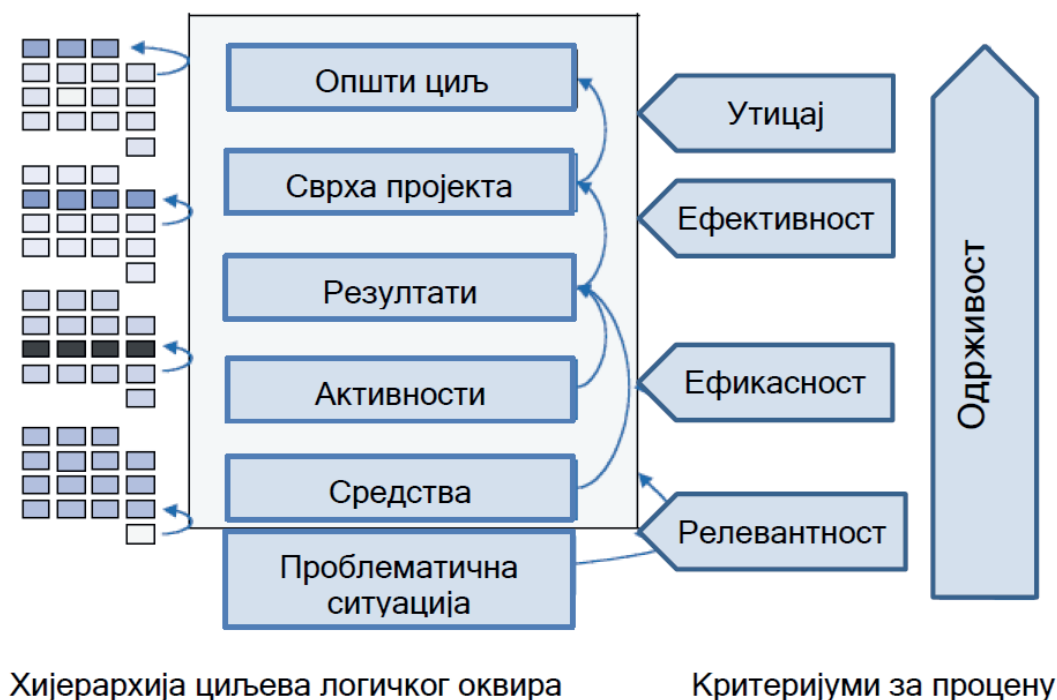 Општи циљ
Сврха пројекта
Резултати
Активности
Средства
Проблематична
ситуација
Утицај
Ефективност
Ефикасност
Релевантност
Одрживост
Хијерархија циљева логичког оквира
Критеријуми за процену